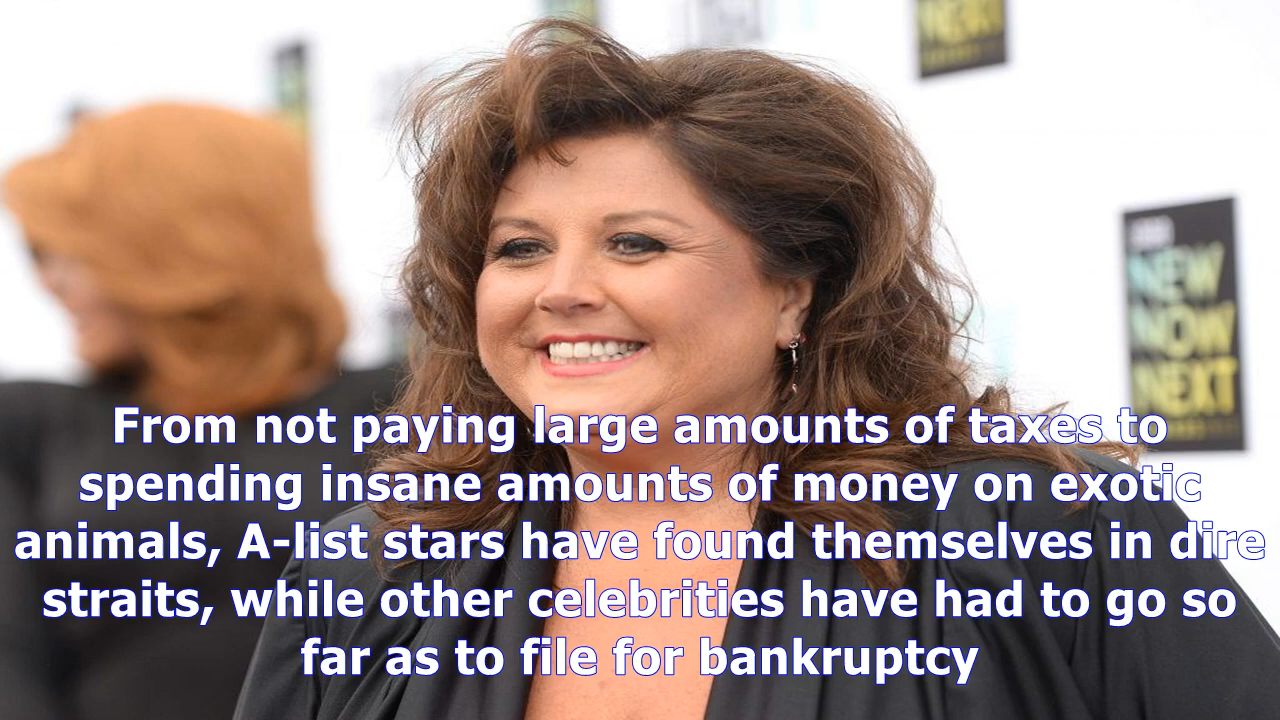 NEXT
NEW
NOW
NEXT
From not paying large amounts of taxes to
spending insane amounts of money on exotic
animals, A-list stars have found themselves in dire
straits, while other celebrities have had to go so
far as to file for bankruptcy